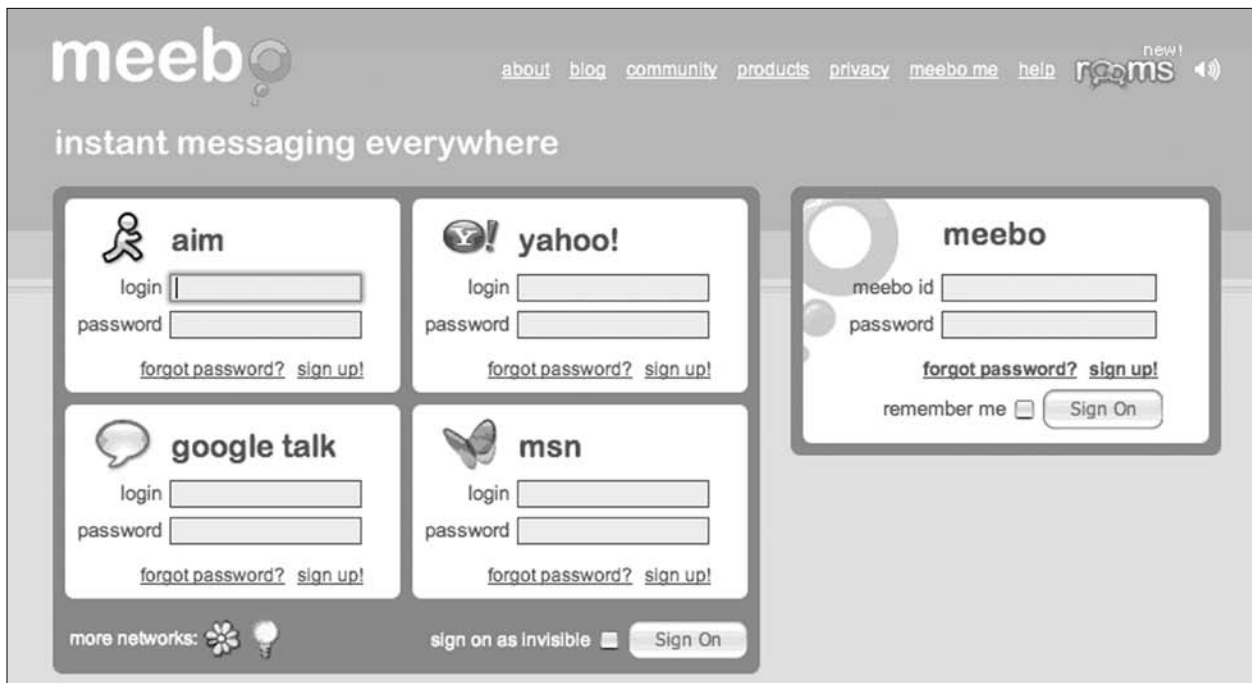 meebo
about blog community products privacy meebo me help new! rooms
instant messaging everywhere
aim
login
password
forgot password? sign up!
yahoo!
login
password
forgot password? sign up!
google talk
login
password
forgot password? sign up!
msn
login
password
forgot password? sign up!
more networks:
sign on as invisible Sign On
meebo
meebo id
password
forgot password? sign up!
remember me Sign On